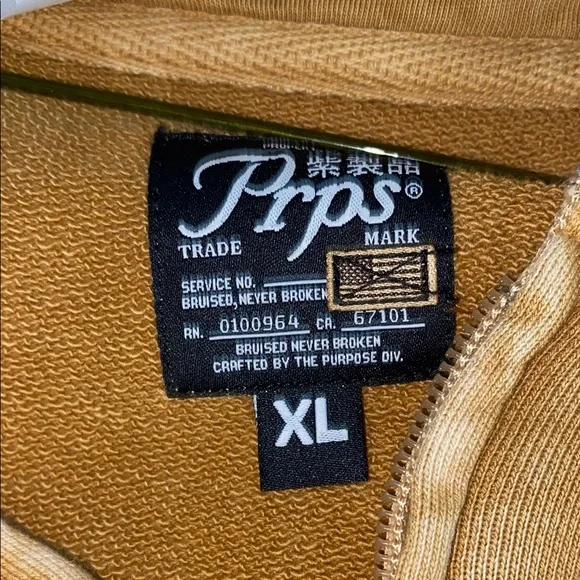 紫製品
Prps®
TRADE MARK
SERVICE NO.
BRUISED, NEVER BROKEN
RN. 0100964 CA. 67101
BRUISED NEVER BROKEN
CRAFTED BY THE PURPOSE DIV.
XL